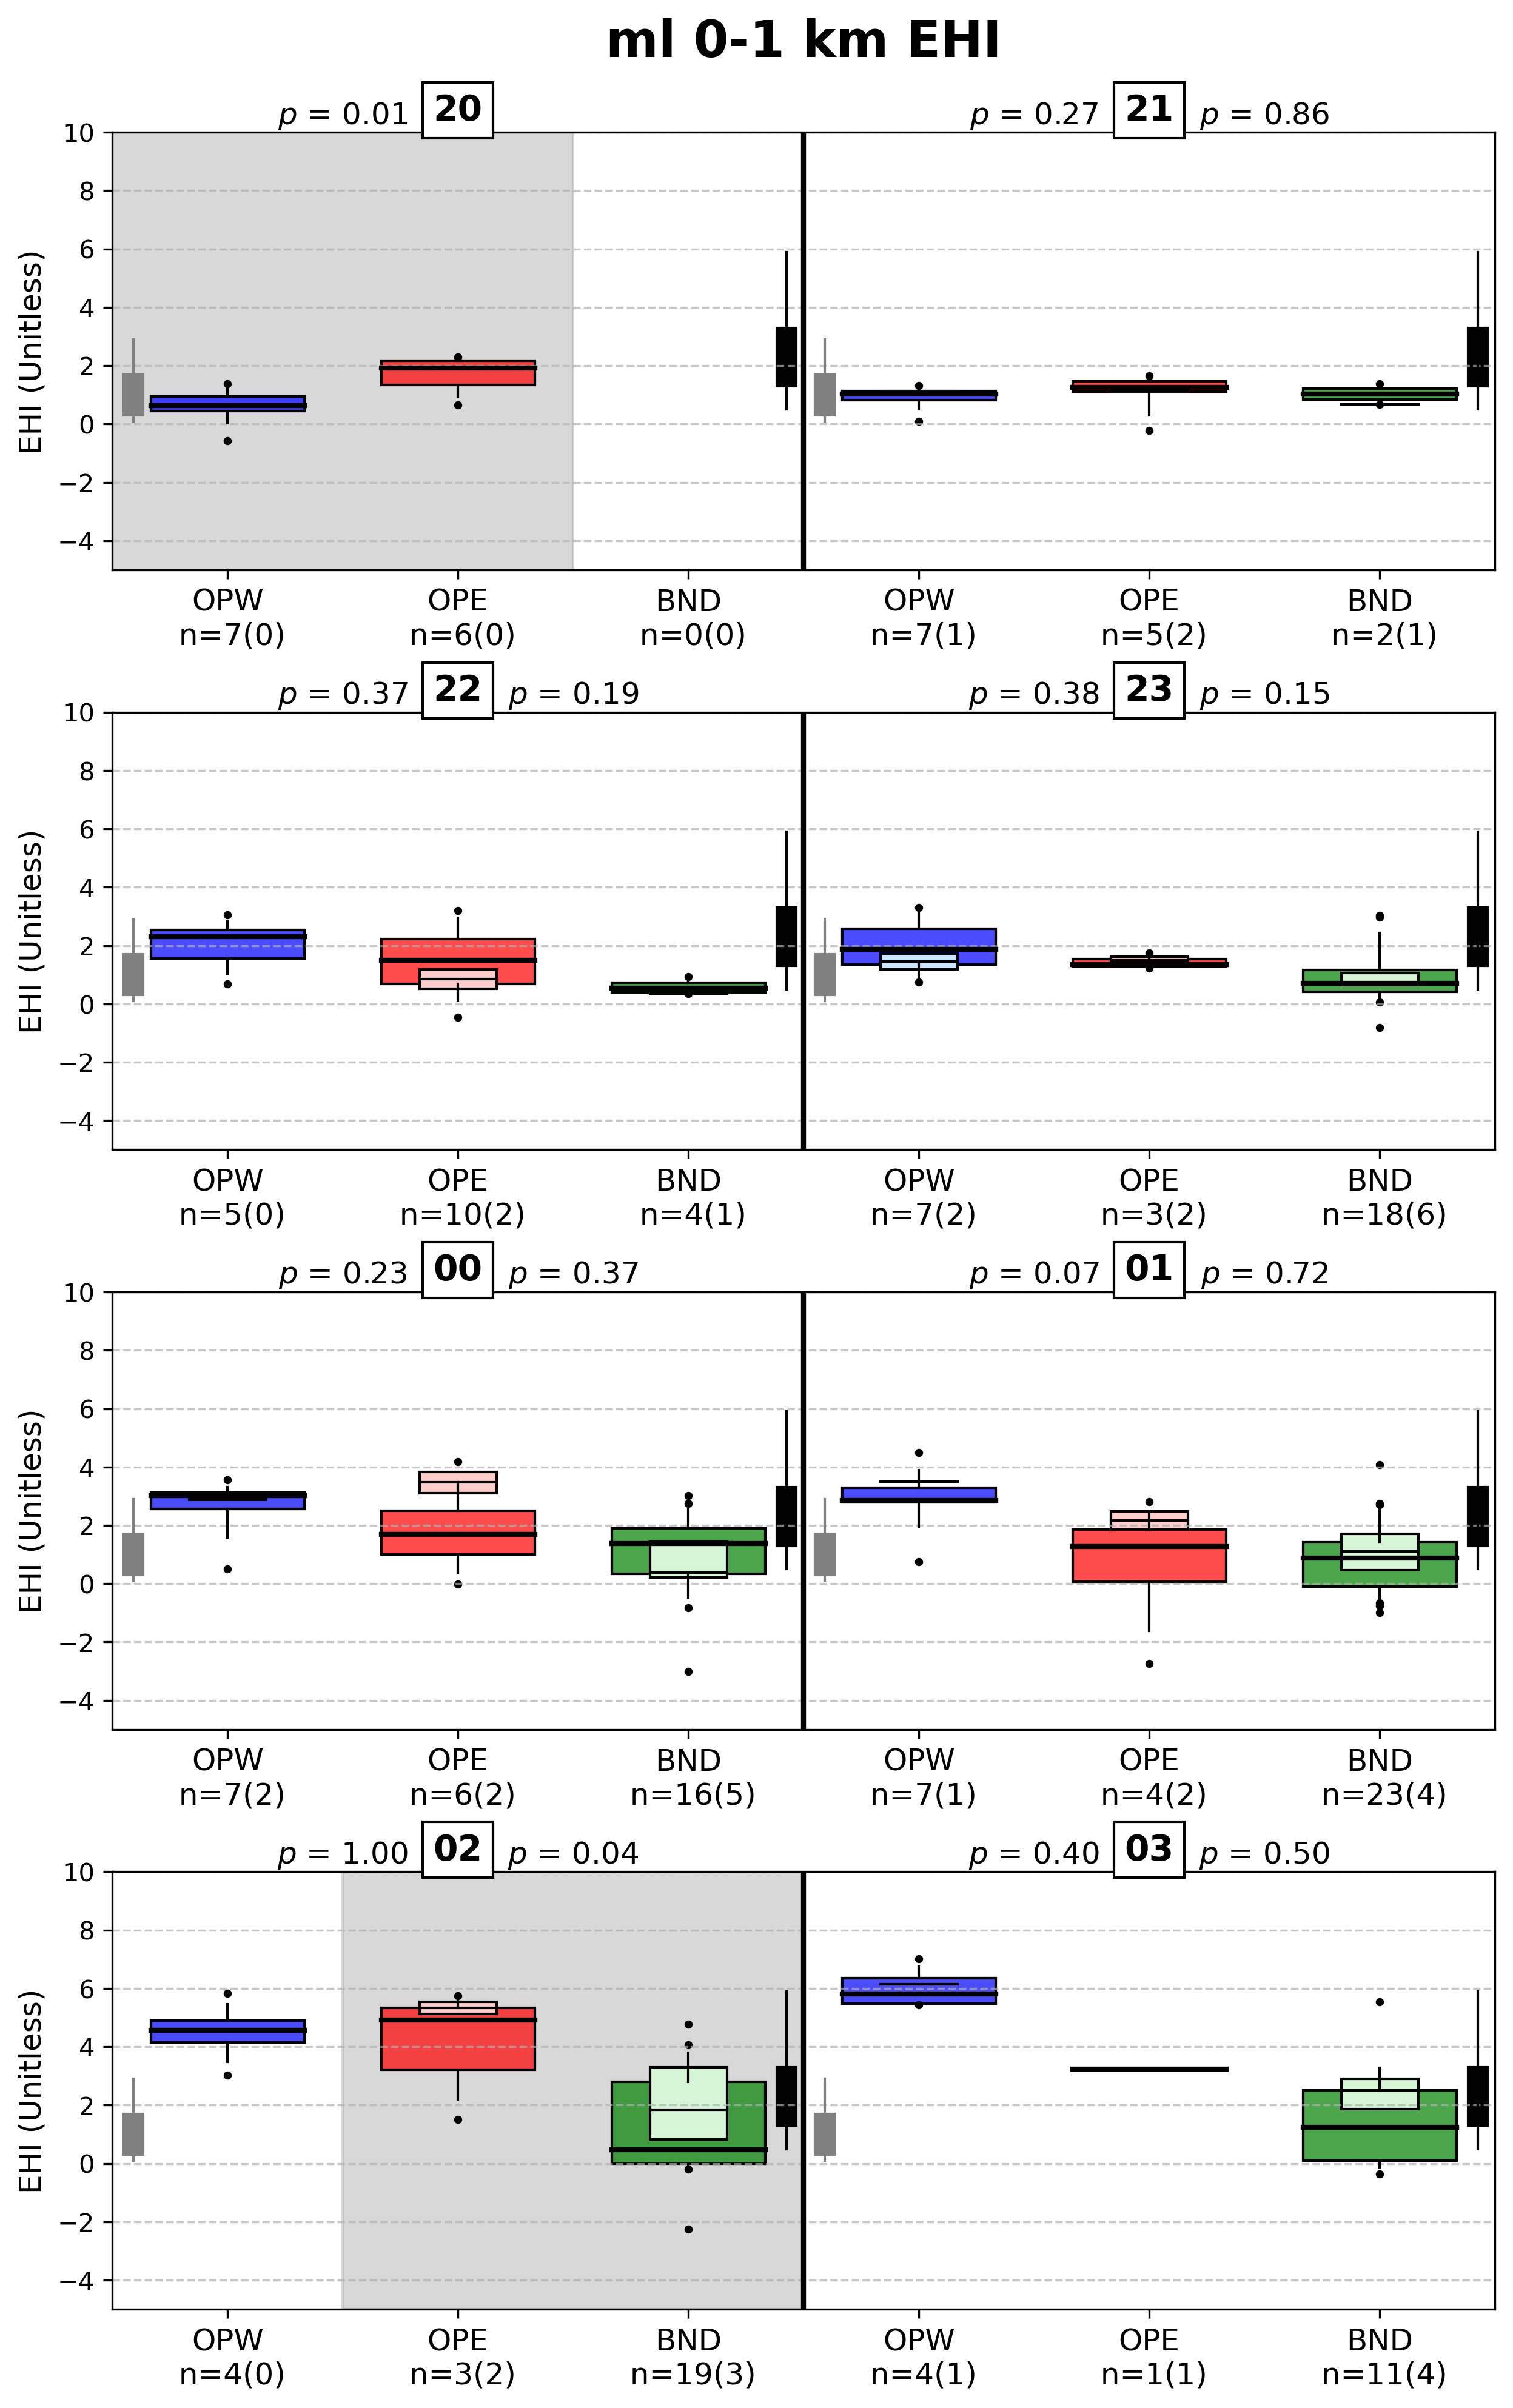 ml 0-1 km EHI
p = 0.01 20
21 p = 0.27 p = 0.86
EHI (Unitless)
10
8
6
4
2
0
−2
−4
OPW OPE BND OPW OPE BND
n=7(0) n=6(0) n=0(0) n=7(1) n=5(2) n=2(1)
p = 0.37 22 p = 0.19 p = 0.38 23 p = 0.15
EHI (Unitless)
10
8
6
4
2
0
−2
−4
OPW OPE BND OPW OPE BND
n=5(0) n=10(2) n=4(1) n=7(2) n=3(2) n=18(6)
p = 0.23 00 p = 0.37 p = 0.07 01 p = 0.72
EHI (Unitless)
10
8
6
4
2
0
−2
−4
OPW OPE BND OPW OPE BND
n=7(2) n=6(2) n=16(5) n=7(1) n=4(2) n=23(4)
p = 1.00 02 p = 0.04 p = 0.40 03 p = 0.50
EHI (Unitless)
10
8
6
4
2
0
−2
−4
OPW OPE BND OPW OPE BND
n=4(0) n=3(2) n=19(3) n=4(1) n=1(1) n=11(4)